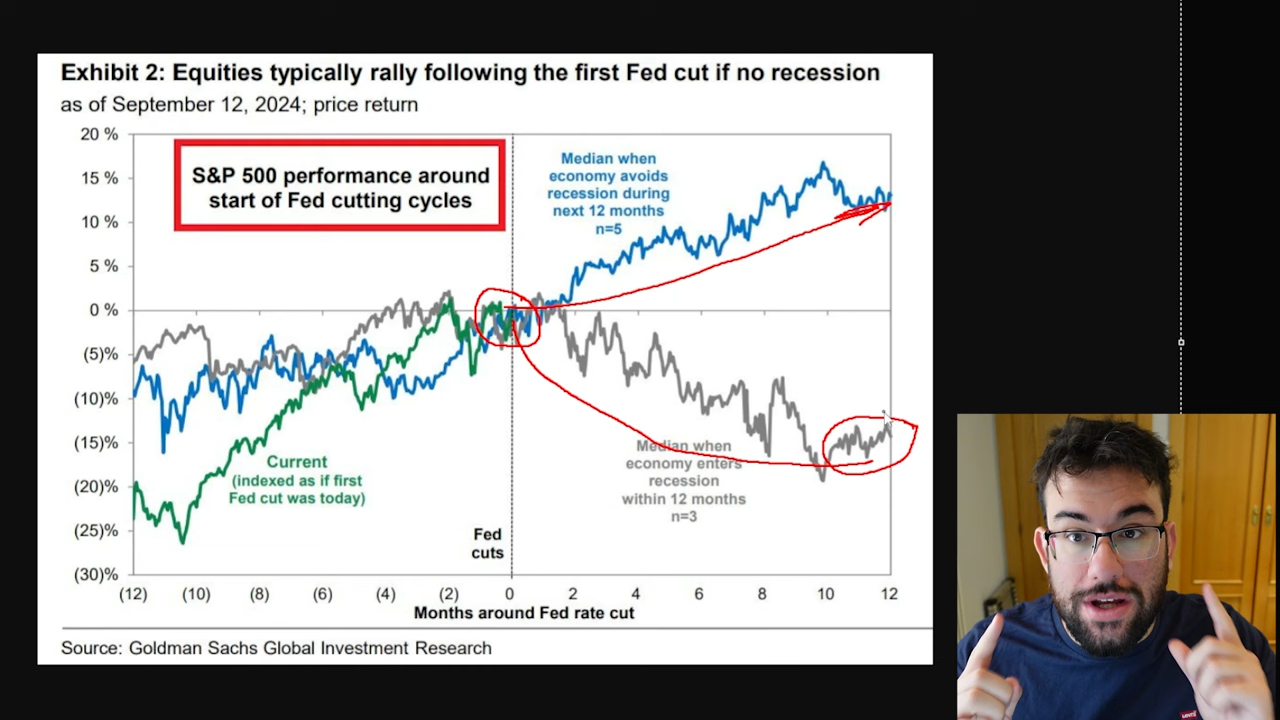 Exhibit 2: Equities typically rally following the first Fed cut if no recession
as of September 12, 2024; price return
20 %
15 %
10 %
5 %
0 %
(5)%
(10)%
(15)%
(20)%
(25)%
(30)%
S&P 500 performance around
start of Fed cutting cycles
Median when
economy avoids
recession during
next 12 months
n=5
Current
(indexed as if first
Fed cut was today)
Median when
economy enters
recession
within 12 months
n=3
Fed
cuts
(12) (10) (8) (6) (4) (2) 0 2 4 6 8 10 12
Months around Fed rate cut
Source: Goldman Sachs Global Investment Research
Levi's